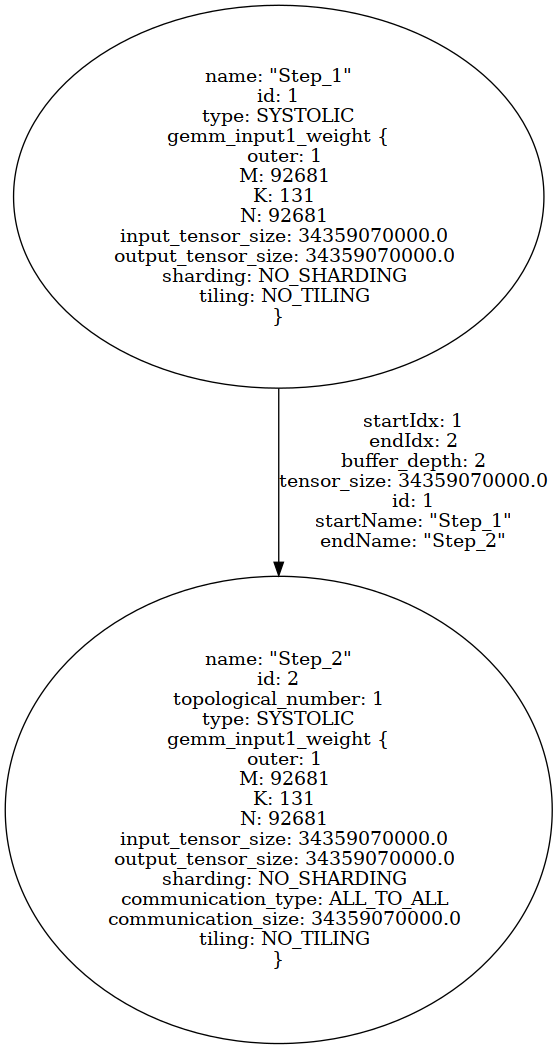 name: "Step_1"
id: 1
type: SYSTOLIC
gemm_input1_weight {
outer: 1
M: 92681
K: 131
N: 92681
input_tensor_size: 34359070000.0
output_tensor_size: 34359070000.0
sharding: NO_SHARDING
tiling: NO_TILING
}
startIdx: 1
endIdx: 2
buffer_depth: 2
tensor_size: 34359070000.0
id: 1
startName: "Step_1"
endName: "Step_2"
name: "Step_2"
id: 2
topological_number: 1
type: SYSTOLIC
gemm_input1_weight {
outer: 1
M: 92681
K: 131
N: 92681
input_tensor_size: 34359070000.0
output_tensor_size: 34359070000.0
sharding: NO_SHARDING
communication_type: ALL_TO_ALL
communication_size: 34359070000.0
tiling: NO_TILING
}